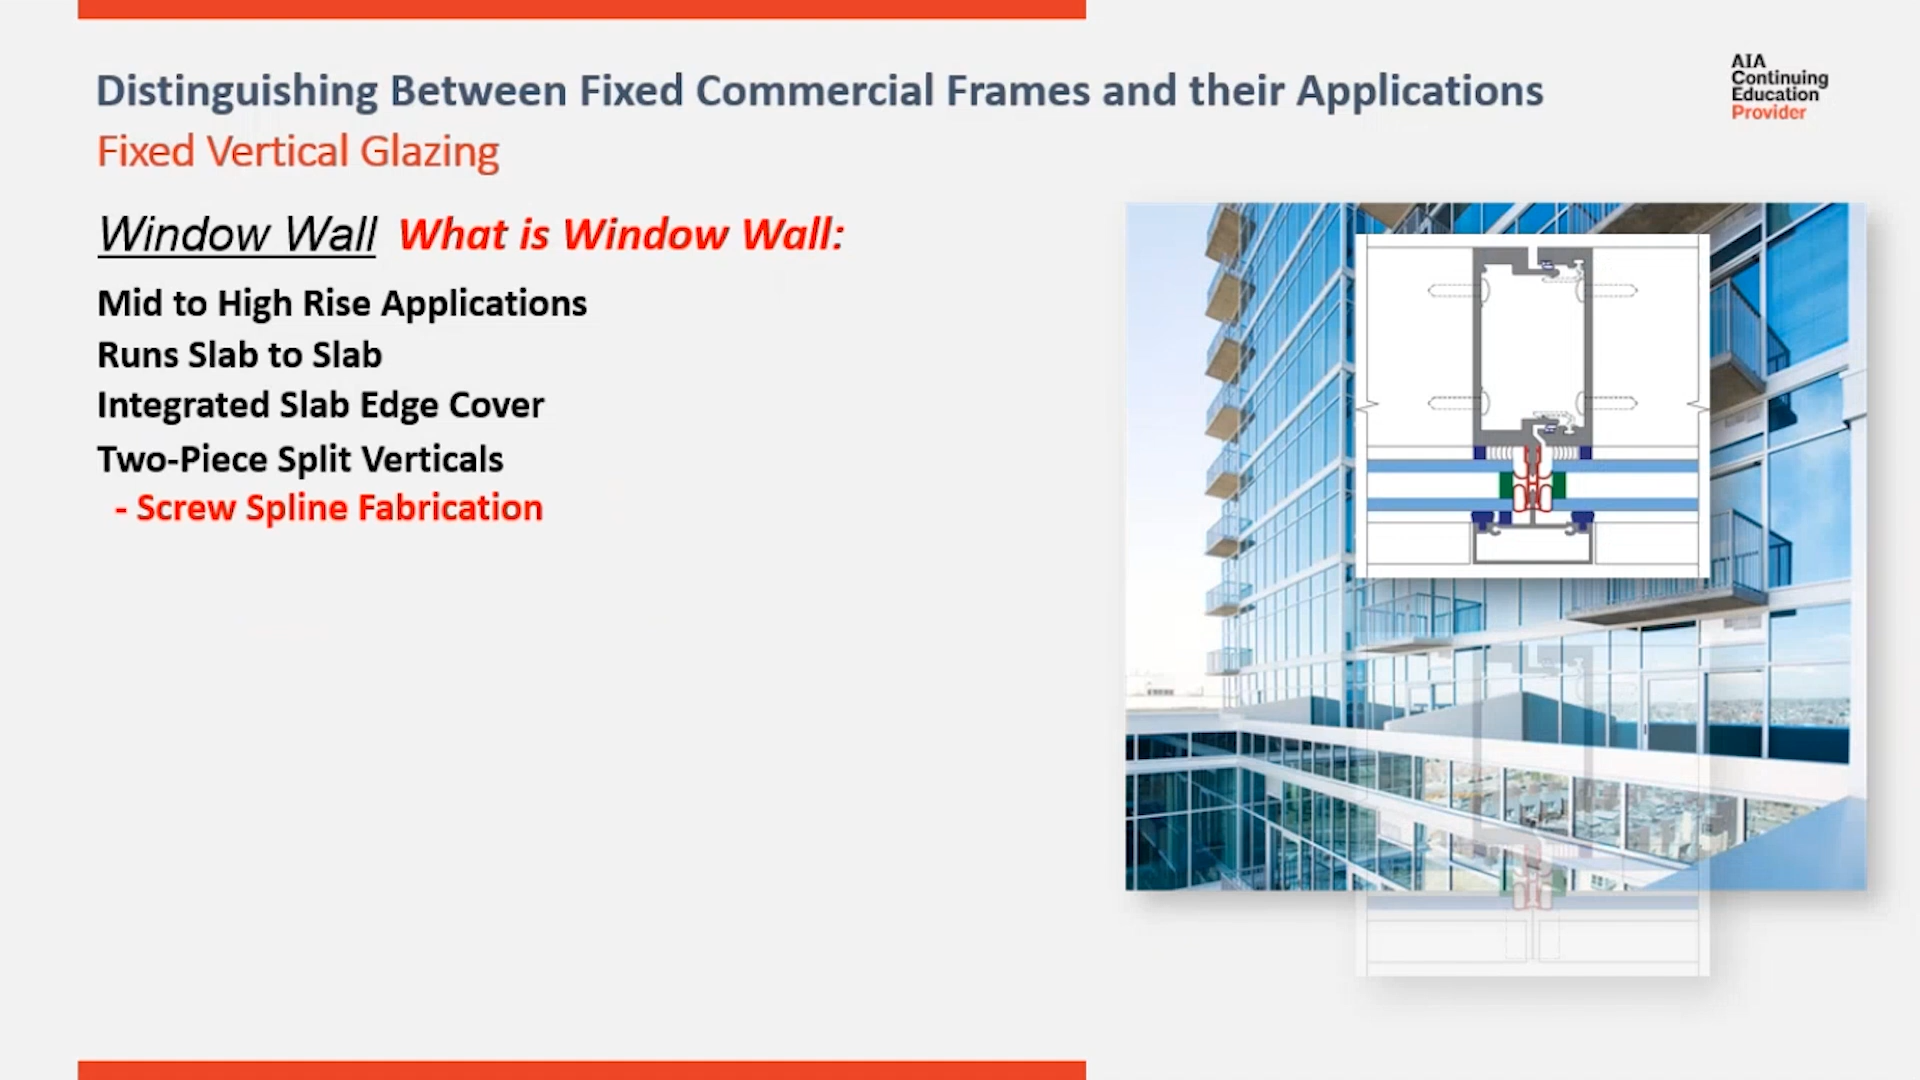 Distinguishing Between Fixed Commercial Frames and their Applications
AIA
Continuing
Education
Provider
Fixed Vertical Glazing
Window Wall What is Window Wall:
Mid to High Rise Applications
Runs Slab to Slab
Integrated Slab Edge Cover
Two-Piece Split Verticals
- Screw Spline Fabrication